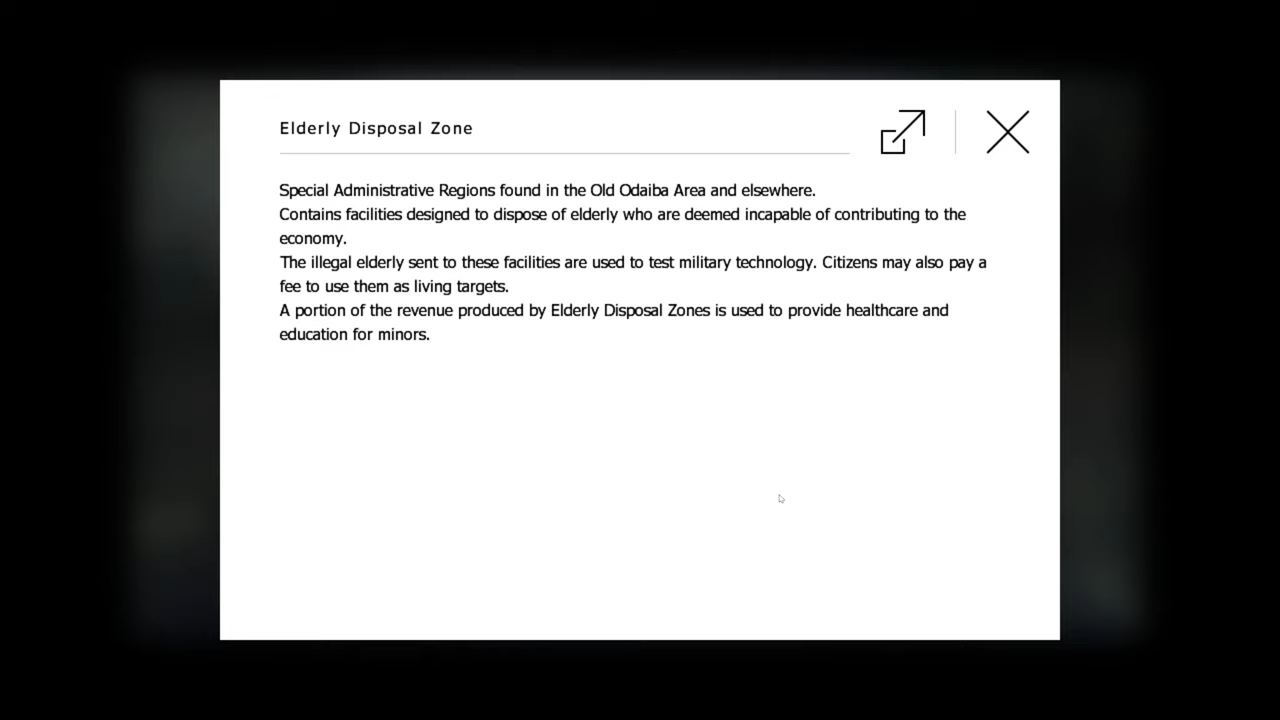 Elderly Disposal Zone
Special Administrative Regions found in the Old Odaiba Area and elsewhere.
Contains facilities designed to dispose of elderly who are deemed incapable of contributing to the
economy.
The illegal elderly sent to these facilities are used to test military technology. Citizens may also pay a
fee to use them as living targets.
A portion of the revenue produced by Elderly Disposal Zones is used to provide healthcare and
education for minors.